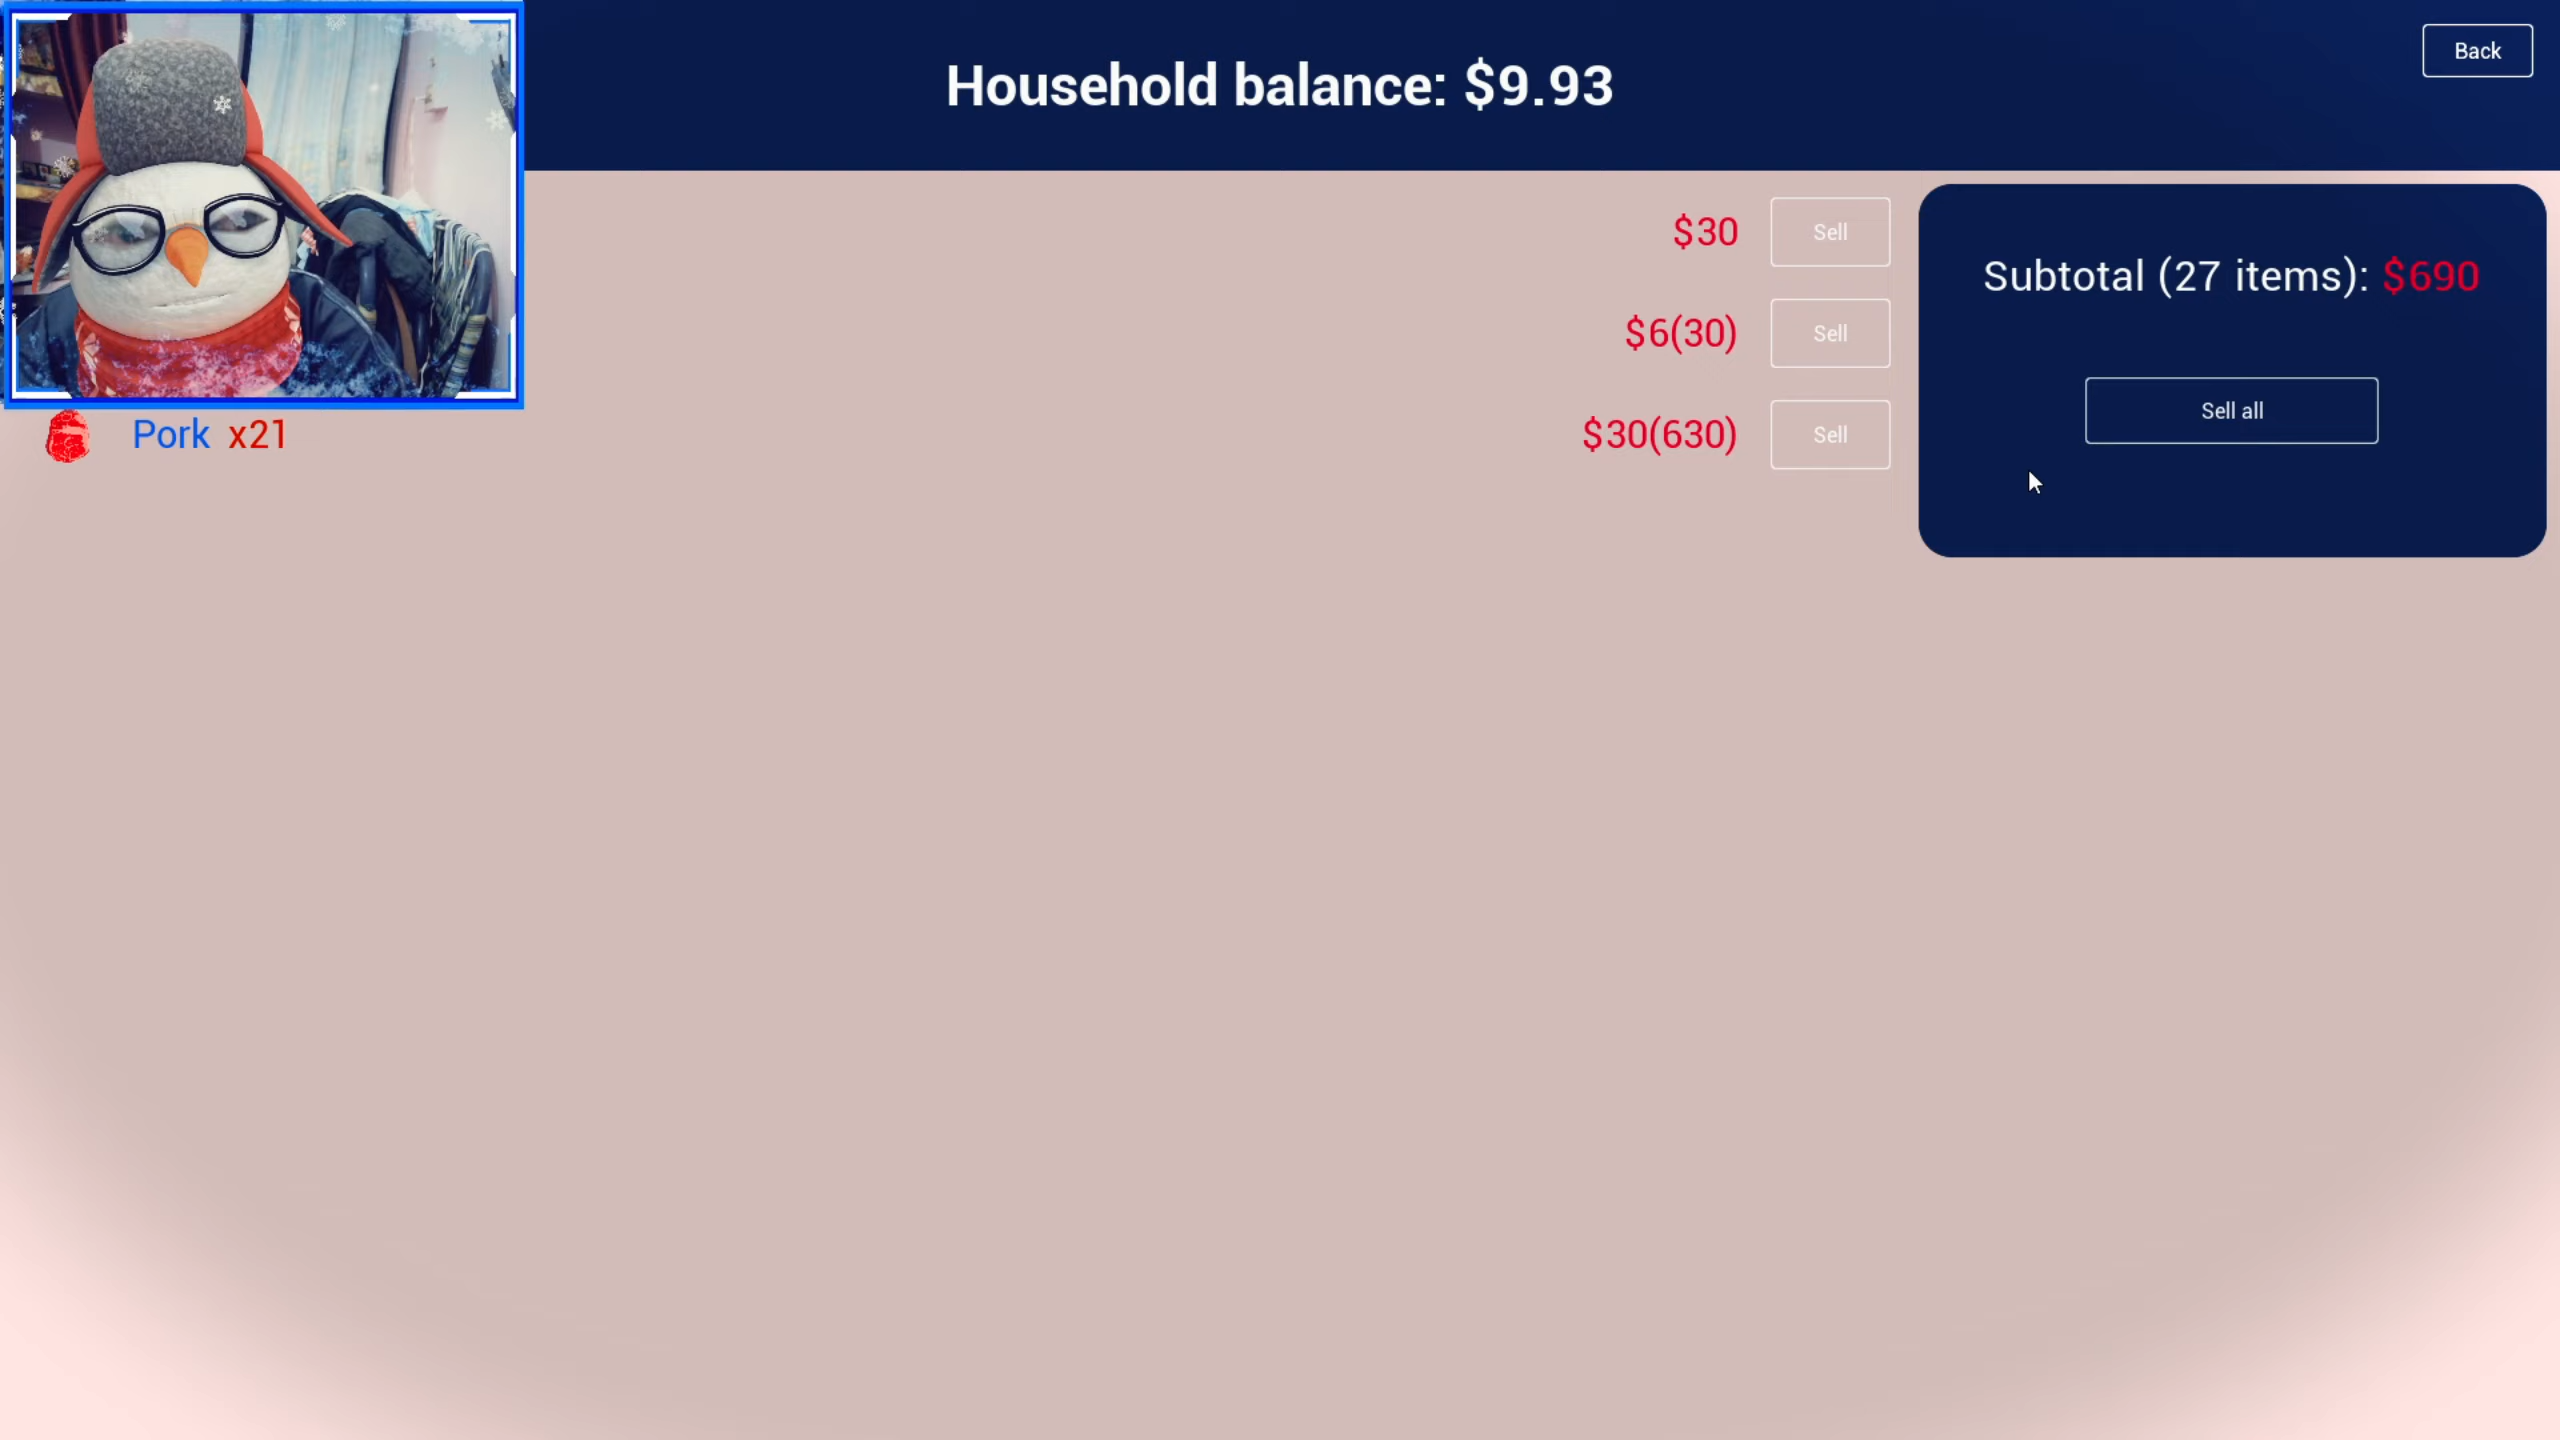 Household balance: $9.93
Back
$30 Sell
$6(30) Sell
Pork x21 $30(630) Sell
Subtotal (27 items): $690
Sell all